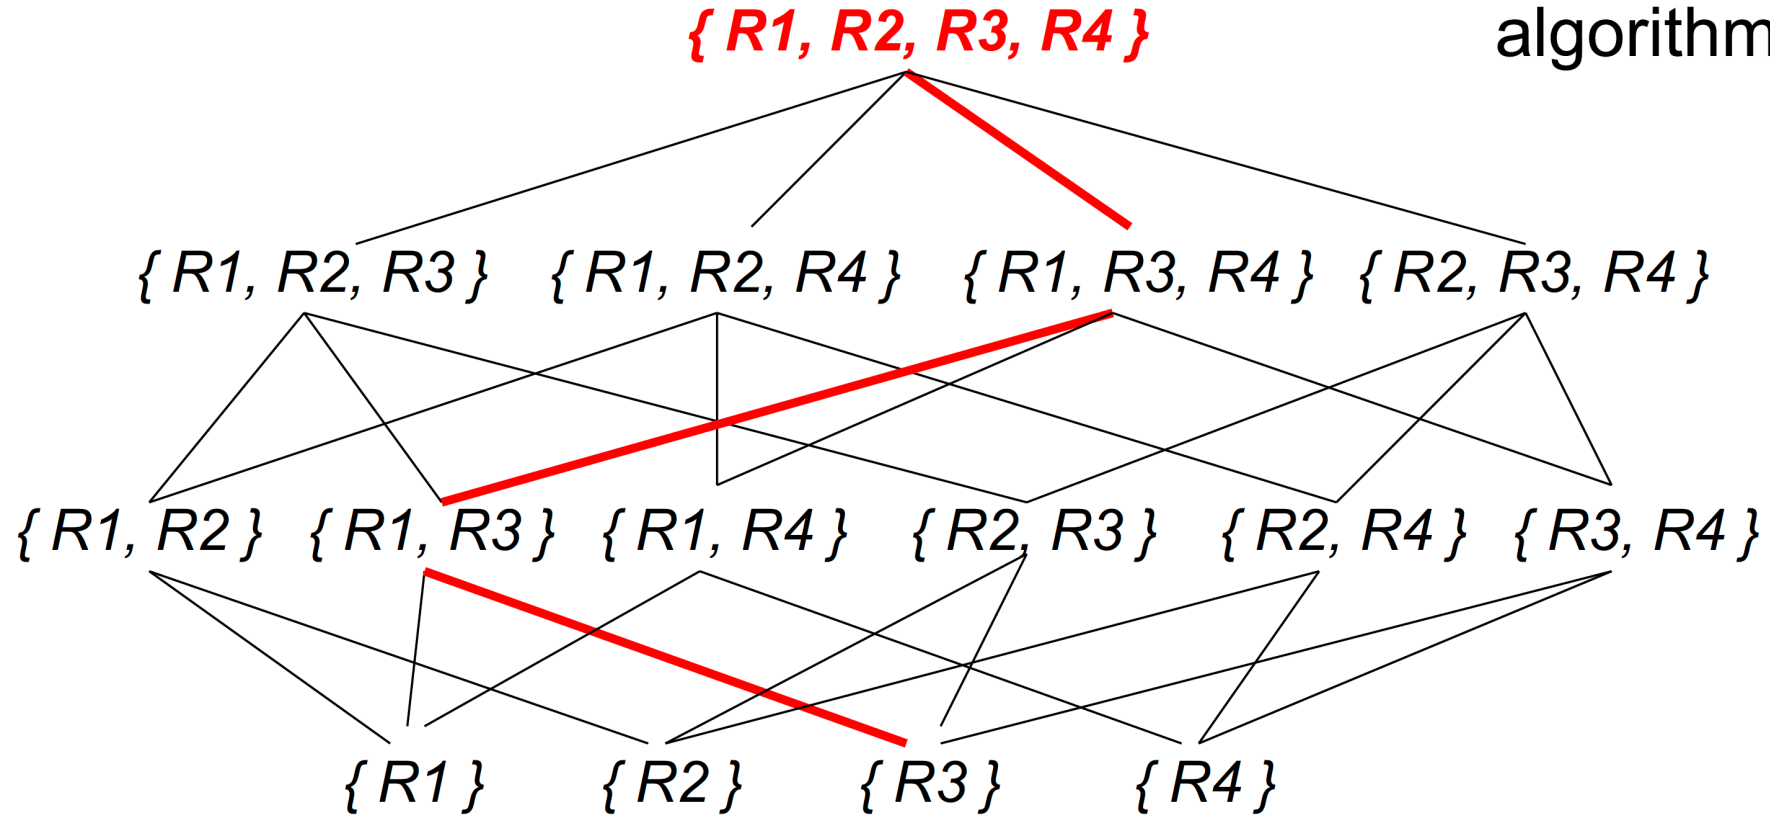 { R1, R2, R3, R4 }
algorithm
{ R1, R2, R3 } { R1, R2, R4 } { R1, R3, R4 } { R2, R3, R4 }
{ R1, R2 } { R1, R3 } { R1, R4 } { R2, R3 } { R2, R4 } { R3, R4 }
{ R1 } { R2 } { R3 } { R4 }